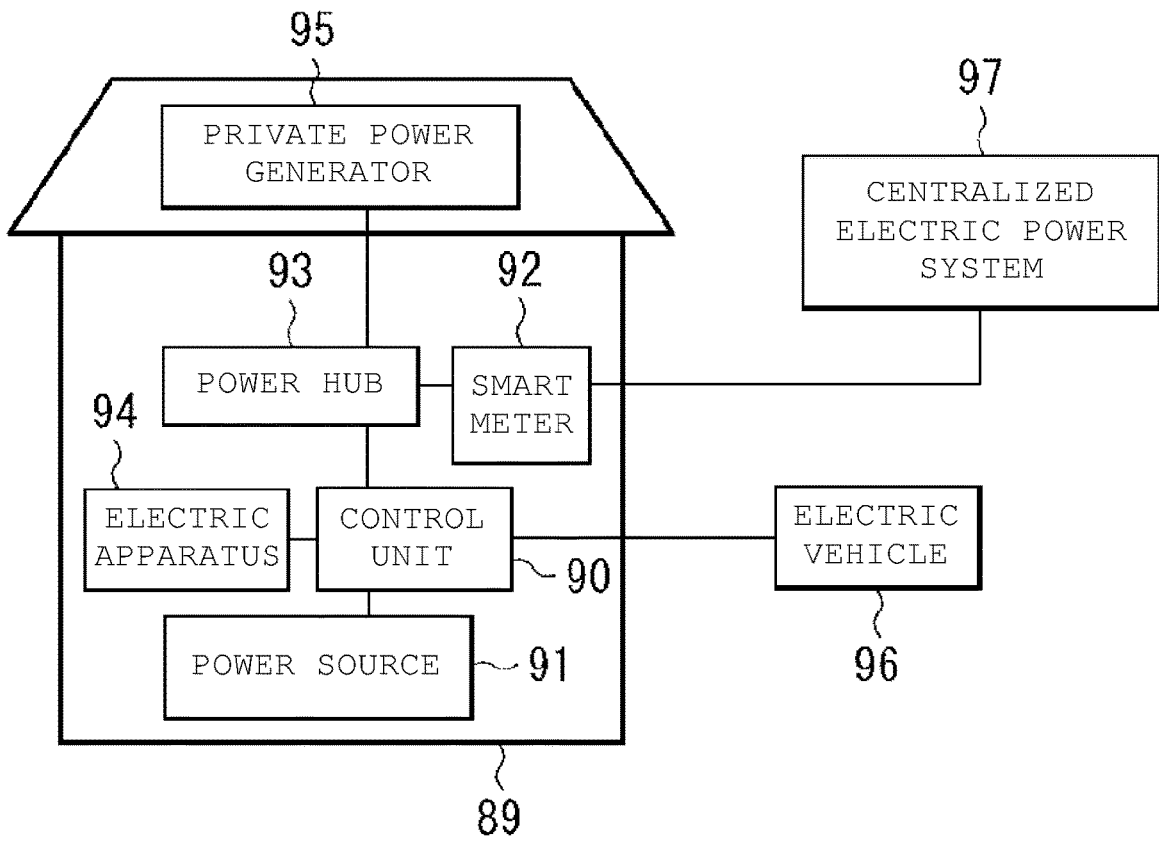 95
PRIVATE POWER
GENERATOR
97
CENTRALIZED
ELECTRIC POWER
SYSTEM
93
92
POWER HUB
SMART
METER
94
ELECTRIC
APPARATUS
CONTROL
UNIT
90
ELECTRIC
VEHICLE
96
POWER SOURCE
91
89